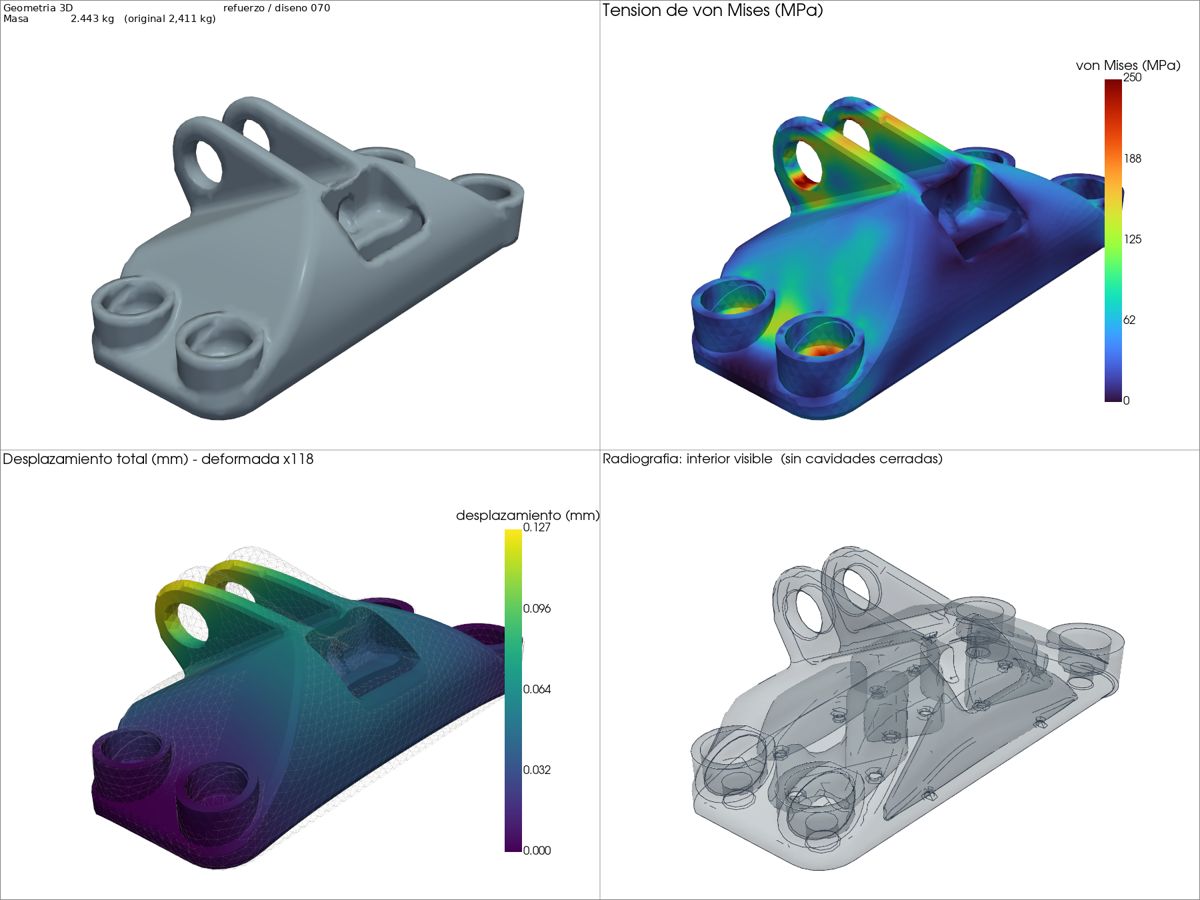 Geometria 3D
refuerzo / diseno 070
Masa 2.443 kg (original 2,411 kg)
Tension de von Mises (MPa)
von Mises (MPa)
250
188
125
62
0
Desplazamiento total (mm) - deformada x118
desplazamiento (mm)
0.127
0.096
0.064
0.032
0.000
Radiografia: interior visible (sin cavidades cerradas)